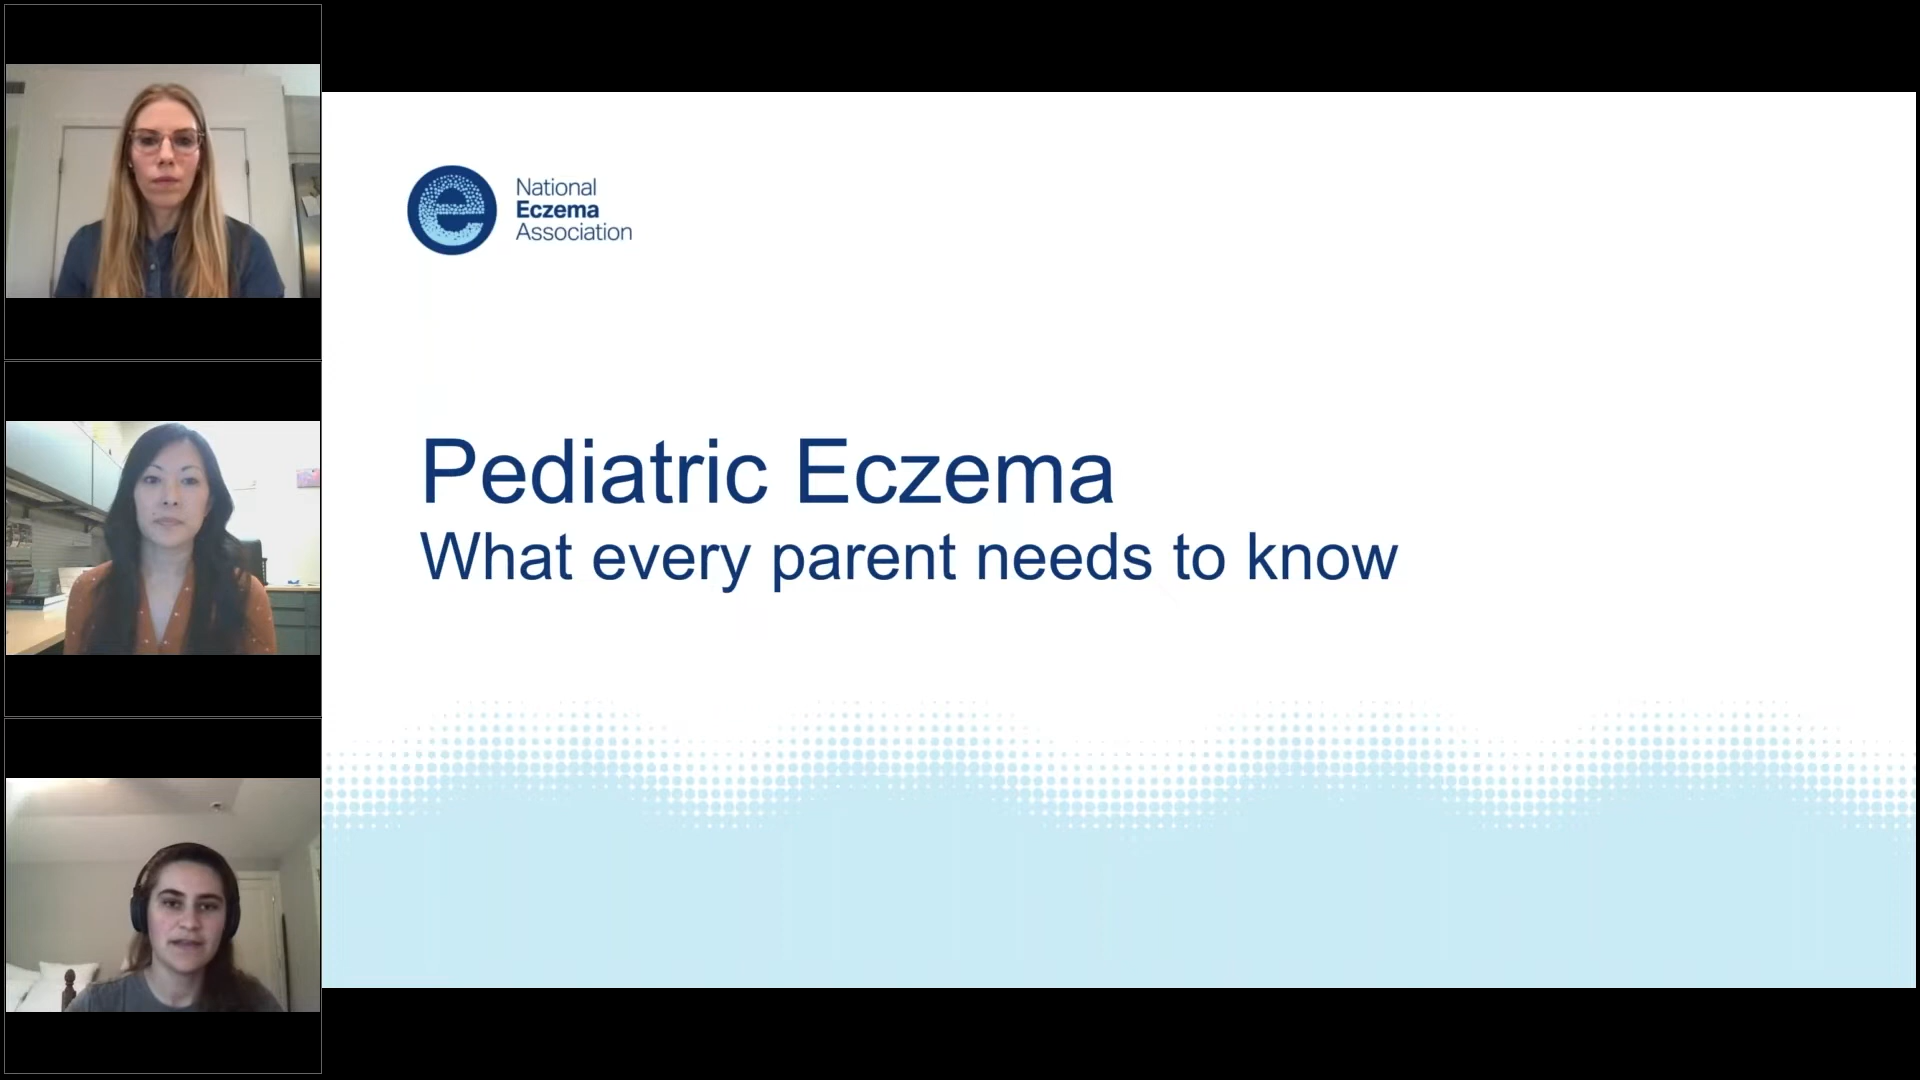 National
Eczema
Association
Pediatric Eczema
What every parent needs to know